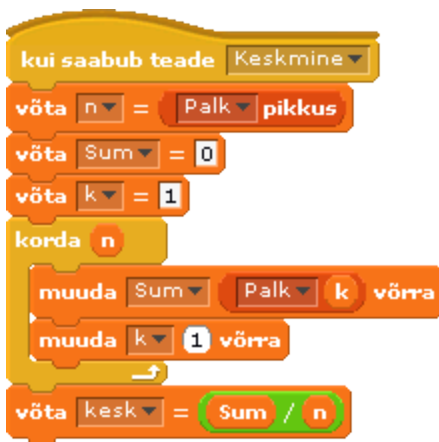 kui saabub teade Keskmine
võta n = Palk pikkus
võta Sum = 0
võta k = 1
korda n
muuda Sum Palk k võrra
muuda k 1 võrra
võta kesk = Sum / n